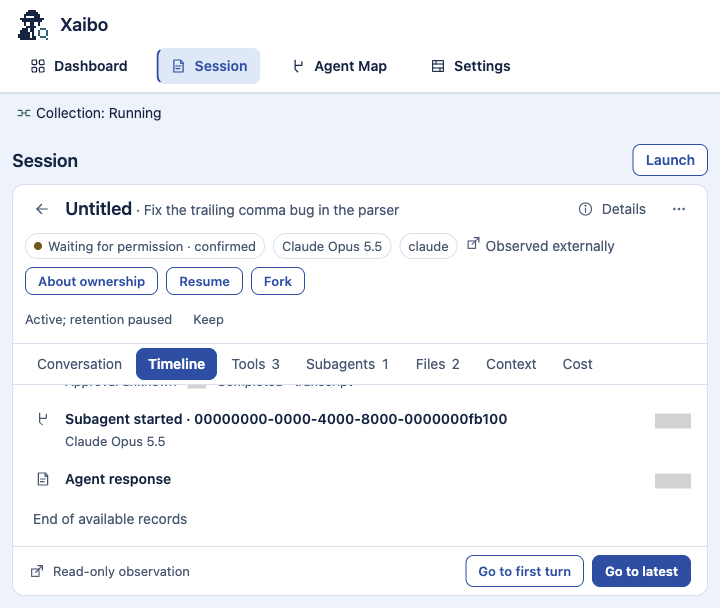 Xaibo
Dashboard Session Agent Map Settings
Collection: Running
Session Launch
Untitled · Fix the trailing comma bug in the parser Details
Waiting for permission · confirmed Claude Opus 5.5 claude Observed externally
About ownership Resume Fork
Active; retention paused Keep
Conversation Timeline Tools 3 Subagents 1 Files 2 Context Cost
Subagent started · 00000000-0000-4000-8000-0000000fb100
Claude Opus 5.5
Agent response
End of available records
Read-only observation Go to first turn Go to latest